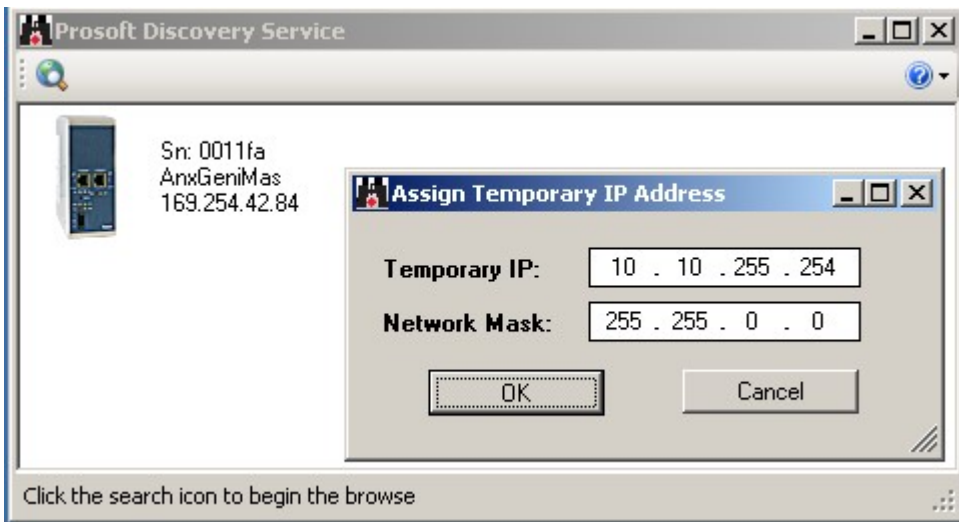 Prosoft Discovery Service
Sn: 0011fa
AnxGeniMas
169.254.42.84
Assign Temporary IP Address
Temporary IP: 10 . 10 . 255 . 254
Network Mask: 255 . 255 . 0 . 0
OK Cancel
Click the search icon to begin the browse